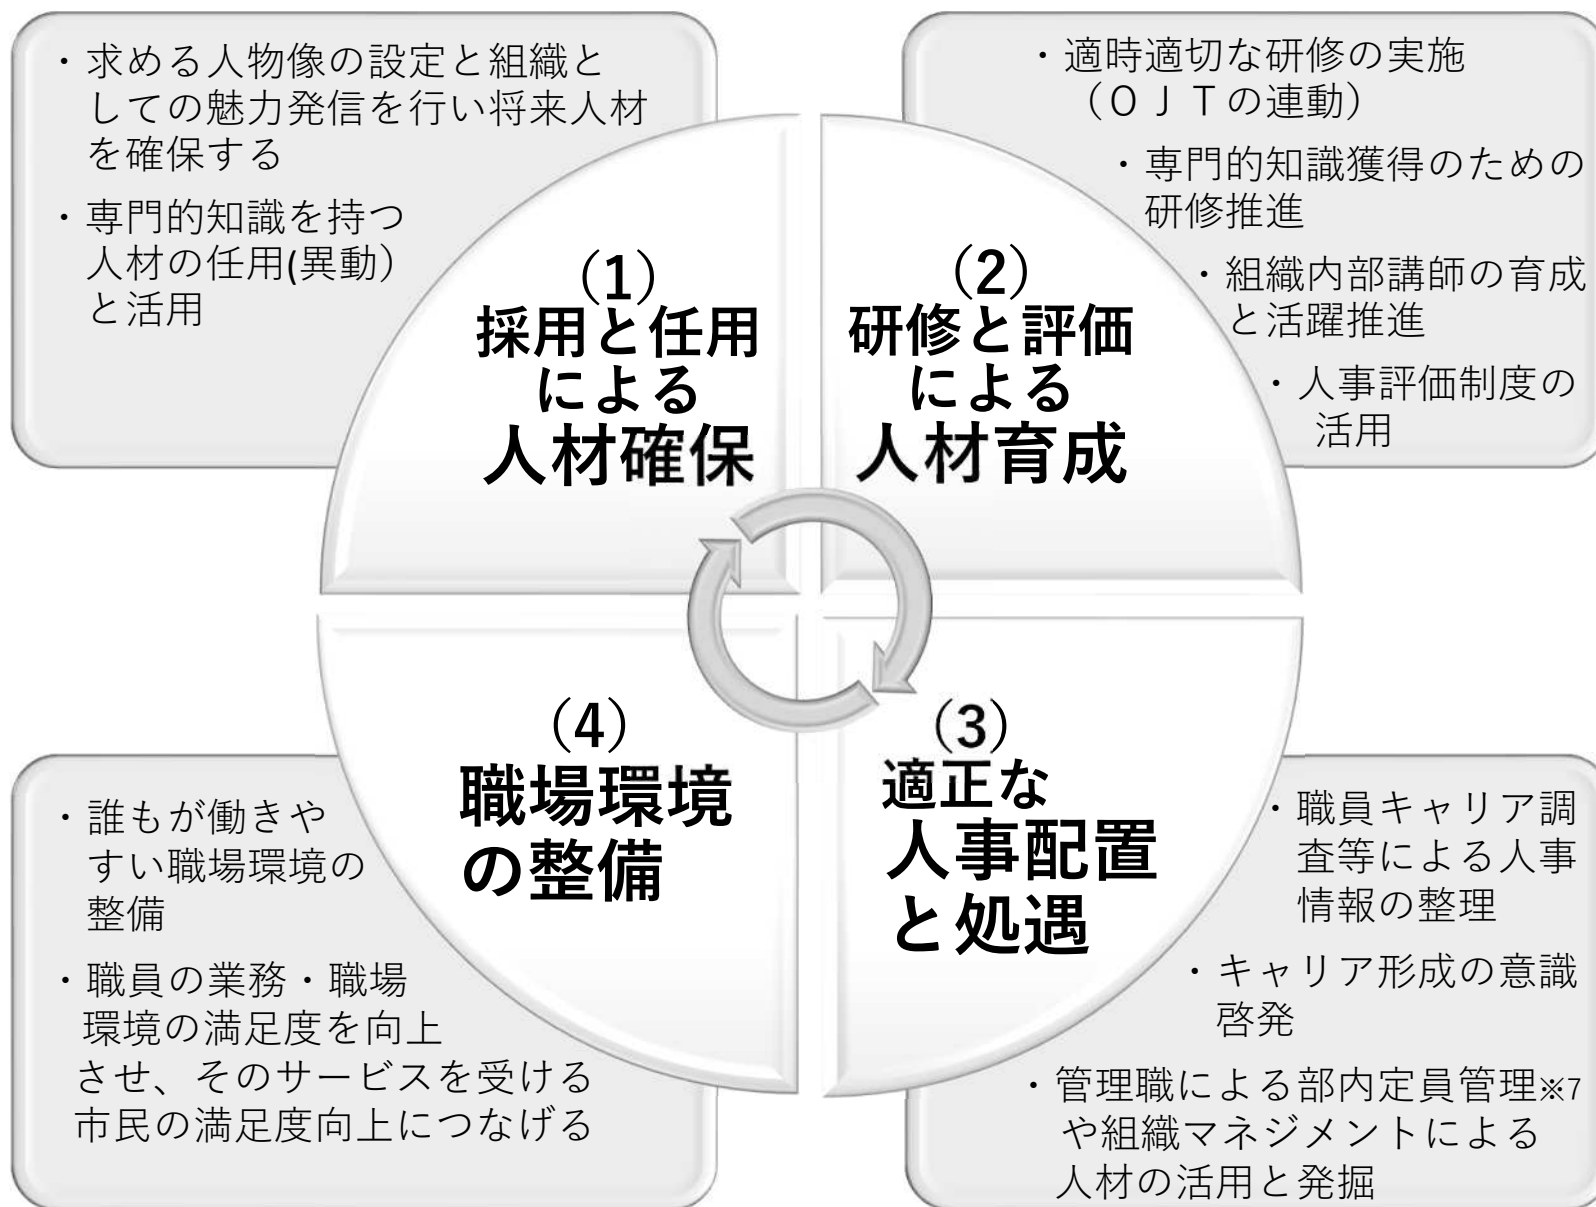 ・求める人物像の設定と組織と
しての魅力発信を行い将来人材
を確保する
・専門的知識を持つ
人材の任用(異動）
と活用
（1）
採用と任用
による
人材確保
・適時適切な研修の実施
（ＯＪＴの連動）
・専門的知識獲得のための
研修推進
・組織内部講師の育成
と活躍推進
・人事評価制度の
活用
（2）
研修と評価
による
人材育成
（3）
適正な
人事配置
と処遇
・職員キャリア調
査等による人事
情報の整理
・キャリア形成の意識
啓発
・管理職による部内定員管理※7
や組織マネジメントによる
人材の活用と発掘
（4）
職場環境
の整備
・誰もが働きや
すい職場環境の
整備
・職員の業務・職場
環境の満足度を向上
させ、そのサービスを受ける
市民の満足度向上につなげる